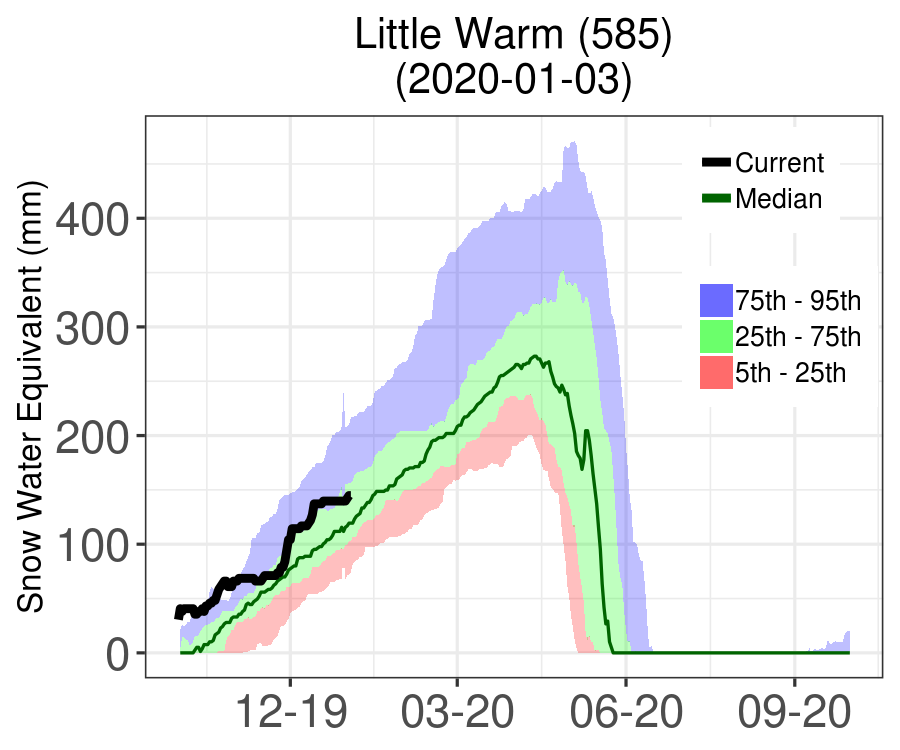 Little Warm (585)
(2020-01-03)
Snow Water Equivalent (mm)
400
300
200
100
0
12-19
03-20
06-20
09-20
Current
Median
75th - 95th
25th - 75th
5th - 25th